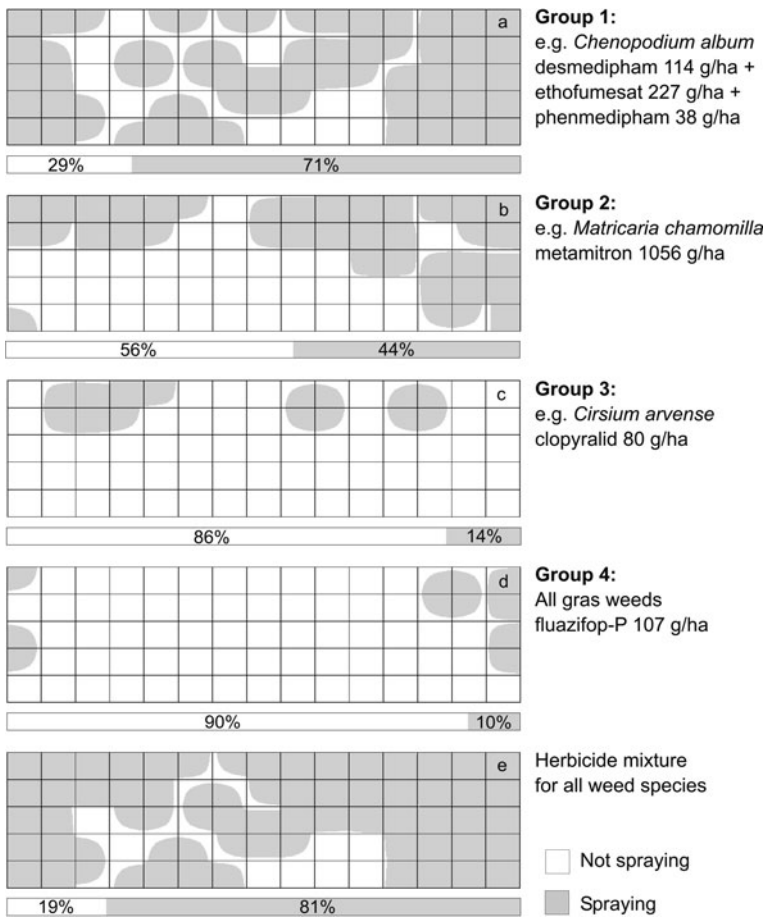 a
Group 1:
e.g. Chenopodium album
desmedipham 114 g/ha +
ethofumesat 227 g/ha +
phenmedipham 38 g/ha
29% 71%
b
Group 2:
e.g. Matricaria chamomilla
metamitron 1056 g/ha
56% 44%
c
Group 3:
e.g. Cirsium arvense
clopyralid 80 g/ha
86% 14%
d
Group 4:
All gras weeds
fluazifop-P 107 g/ha
90% 10%
e
Herbicide mixture
for all weed species
Not spraying
Spraying
19% 81%